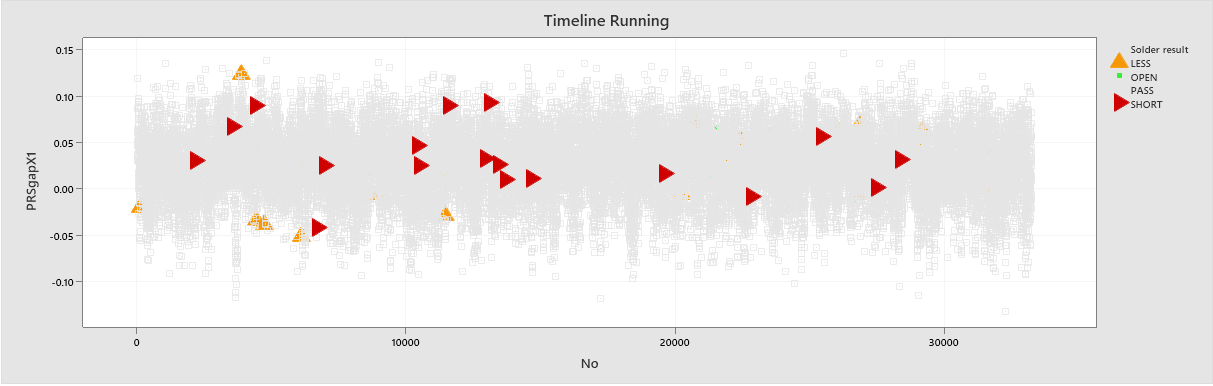 Timeline Running
PRSgapX1
0.15
0.10
0.05
0.00
-0.05
-0.10
0
10000
20000
30000
No
Solder result
LESS
OPEN
PASS
SHORT